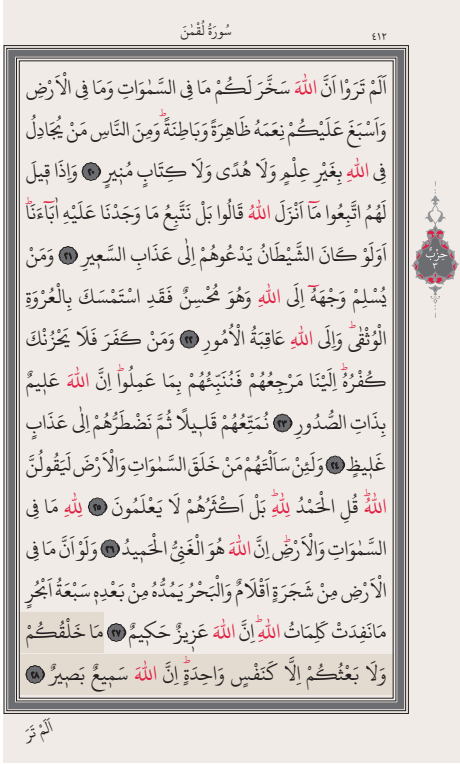 سُورَةُ لُقْمٰنَ ٤١٢
اَلَمْ تَرَوْا اَنَّ اللّٰهَ سَخَّرَ لَكُمْ مَا فِى السَّمٰوَاتِ وَمَا فِى الْاَرْضِ
وَاَسْبَغَ عَلَيْكُمْ نِعَمَهُ ظَاهِرَةً وَبَاطِنَةًۜ وَمِنَ النَّاسِ مَنْ يُجَادِلُ
فِى اللّٰهِ بِغَيْرِ عِلْمٍ وَلَا هُدًى وَلَا كِتَابٍ مُنٖيرٍ ٢٠ وَاِذَا قٖيلَ
لَهُمُ اتَّبِعُوا مَٓا اَنْزَلَ اللّٰهُ قَالُوا بَلْ نَتَّبِعُ مَا وَجَدْنَا عَلَيْهِ اٰبَٓاءَنَاۜ
اَوَلَوْ كَانَ الشَّيْطَانُ يَدْعُوهُمْ اِلٰى عَذَابِ السَّعٖيرِ ٢١ وَمَنْ
يُسْلِمْ وَجْهَهُٓ اِلَى اللّٰهِ وَهُوَ مُحْسِنٌ فَقَدِ اسْتَمْسَكَ بِالْعُرْوَةِ
الْوُثْقٰىۜ وَاِلَى اللّٰهِ عَاقِبَةُ الْاُمُورِ ٢٢ وَمَنْ كَفَرَ فَلَا يَحْزُنْكَ
كُفْرُهُۜ اِلَيْنَا مَرْجِعُهُمْ فَنُنَبِّئُهُمْ بِمَا عَمِلُواۜ اِنَّ اللّٰهَ عَلٖيمٌ
بِذَاتِ الصُّدُورِ ٢٣ نُمَتِّعُهُمْ قَلٖيلًا ثُمَّ نَضْطَرُّهُمْ اِلٰى عَذَابٍ
غَلٖيظٍ ٢٤ وَلَئِنْ سَاَلْتَهُمْ مَنْ خَلَقَ السَّمٰوَاتِ وَالْاَرْضَ لَيَقُولُنَّ
اللّٰهُۜ قُلِ الْحَمْدُ لِلّٰهِۜ بَلْ اَكْثَرُهُمْ لَا يَعْلَمُونَ ٢٥ لِلّٰهِ مَا فِى
السَّمٰوَاتِ وَالْاَرْضِۜ اِنَّ اللّٰهَ هُوَ الْغَنِىُّ الْحَمٖيدُ ٢٦ وَلَوْ اَنَّ مَا فِى
الْاَرْضِ مِنْ شَجَرَةٍ اَقْلَامٌ وَالْبَحْرُ يَمُدُّهُ مِنْ بَعْدِهٖ سَبْعَةُ اَبْحُرٍ
مَا نَفِدَتْ كَلِمَاتُ اللّٰهِۜ اِنَّ اللّٰهَ عَزٖيزٌ حَكٖيمٌ ٢٧ مَا خَلْقُكُمْ
وَلَا بَعْثُكُمْ اِلَّا كَنَفْسٍ وَاحِدَةٍۜ اِنَّ اللّٰهَ سَمٖيعٌ بَصٖيرٌ ٢٨
حزب
اَلَمْ تَرَ